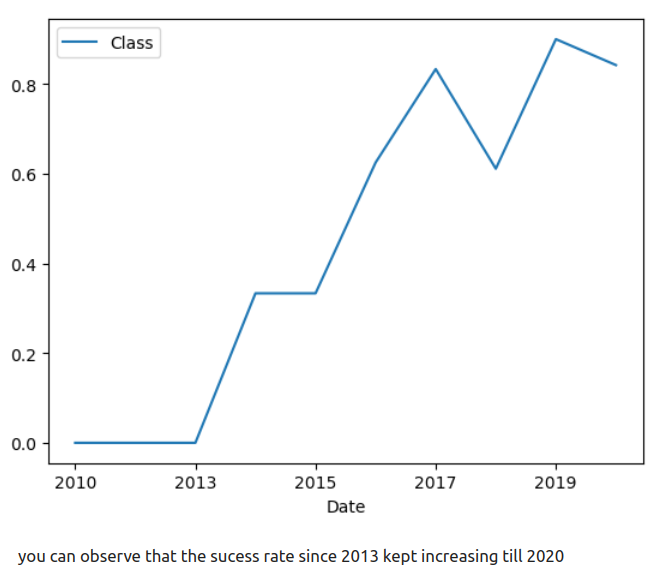 Class
0.8
0.6
0.4
0.2
0.0
2010 2013 2015 2017 2019
Date
you can observe that the sucess rate since 2013 kept increasing till 2020